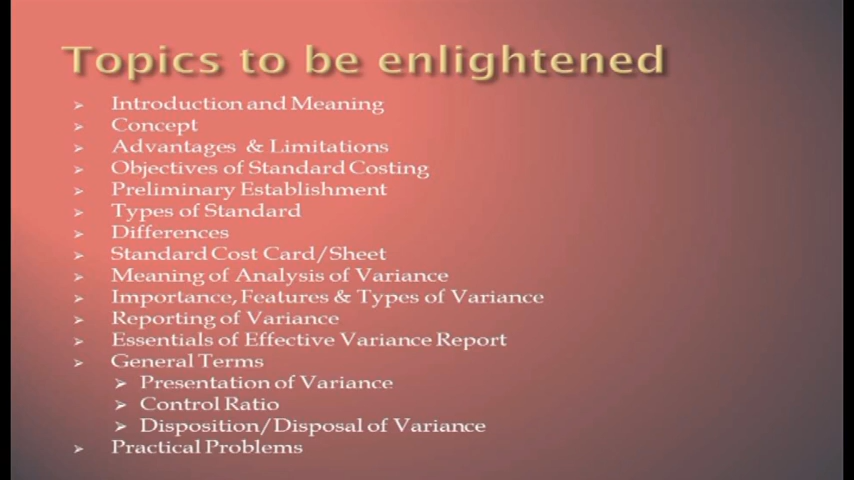 Topics to be enlightened
Introduction and Meaning
Concept
Advantages & Limitations
Objectives of Standard Costing
Preliminary Establishment
Types of Standard
Differences
Standard Cost Card/Sheet
Meaning of Analysis of Variance
Importance, Features & Types of Variance
Reporting of Variance
Essentials of Effective Variance Report
General Terms
Presentation of Variance
Control Ratio
Disposition/Disposal of Variance
Practical Problems